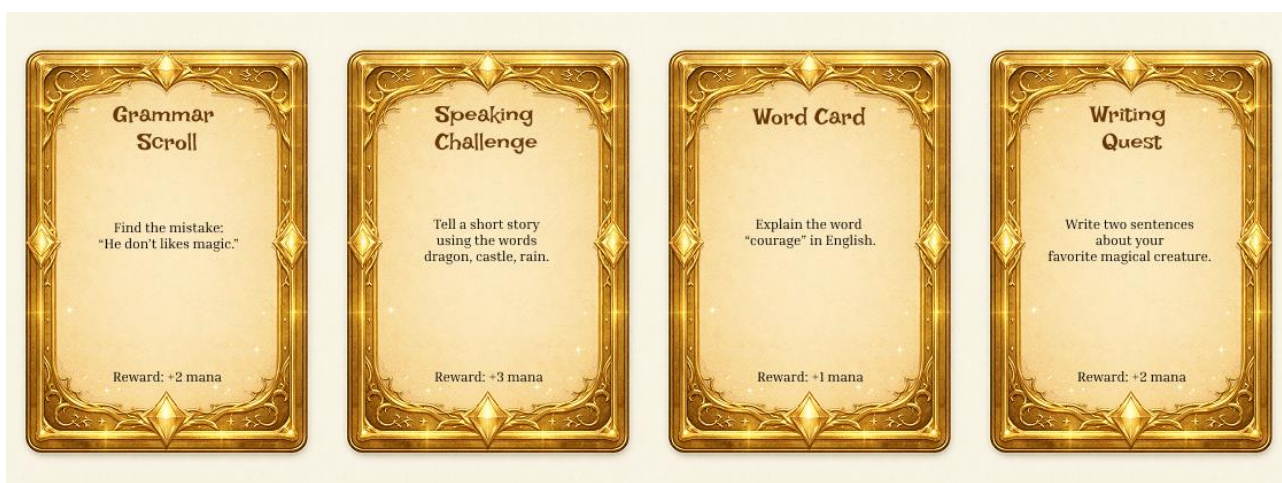 Grammar
Scroll
Find the mistake:
“He don’t likes magic.”
Reward: +2 mana
Speaking
Challenge
Tell a short story
using the words
dragon, castle, rain.
Reward: +3 mana
Word Card
Explain the word
“courage” in English.
Reward: +1 mana
Writing
Quest
Write two sentences
about your
favorite magical creature.
Reward: +2 mana